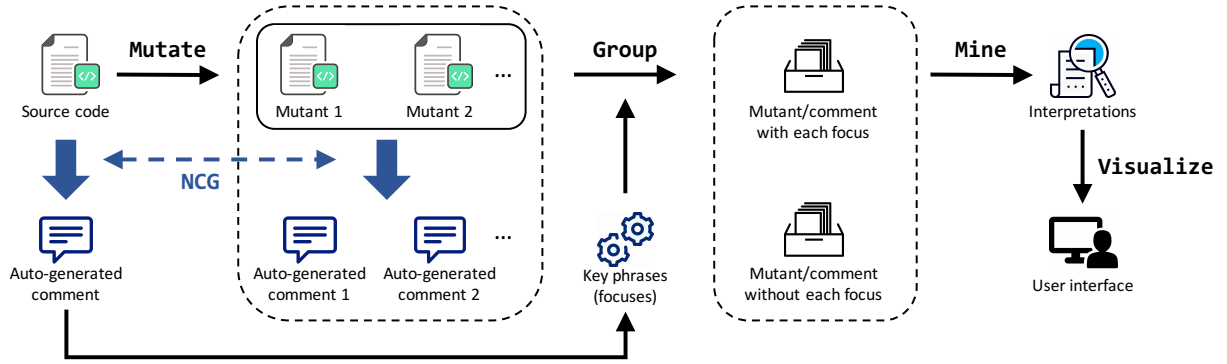 Mutate
Group
Mine
</>
</>
</>
...
Source code
Mutant 1
Mutant 2
Mutant/comment
with each focus
Interpretations
NCG
Visualize
...
Auto-generated
comment
Auto-generated
comment 1
Auto-generated
comment 2
Key phrases
(focuses)
Mutant/comment
without each focus
User interface